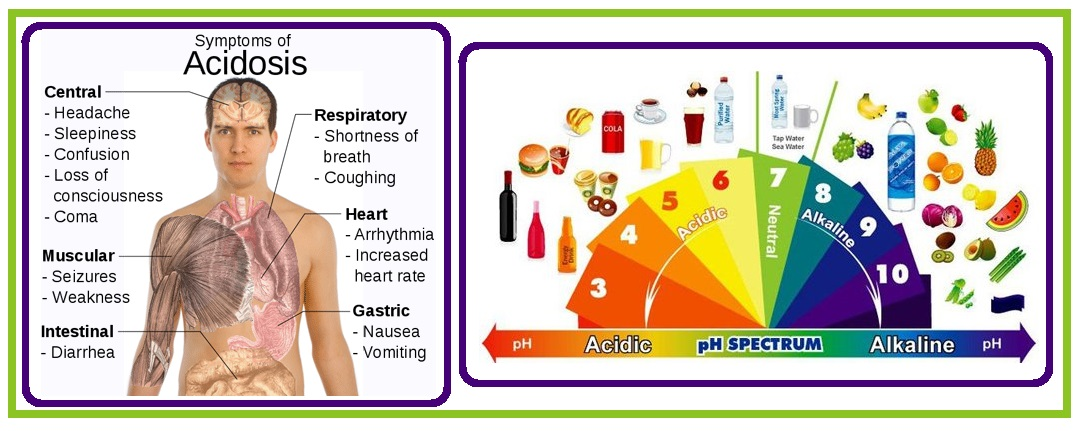 Symptoms of
Acidosis
Central
- Headache
- Sleepiness
- Confusion
- Loss of
consciousness
- Coma
Muscular
- Seizures
- Weakness
Intestinal
- Diarrhea
Respiratory
- Shortness of
breath
- Coughing
Heart
- Arrhythmia
- Increased
heart rate
Gastric
- Nausea
- Vomiting
COLA
Purified
Water
Tap Water
Sea Water
Energy
Drink
3
4
5
6
7
8
9
10
Acidic
Neutral
Alkaline
pH
Acidic
pH SPECTRUM
Alkaline
pH